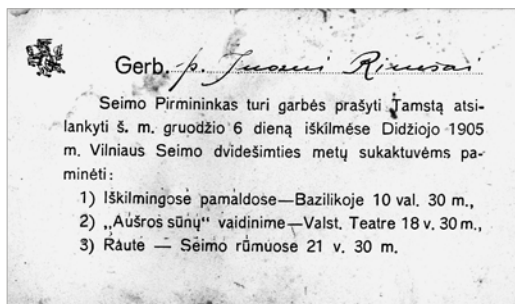 Gerb. p.
Seimo Pirmininkas turi garbės prašyti Tamstą atsi-
lankyti š. m. gruodžio 6 dieną iškilmėse Didžiojo 1905
m. Vilniaus Seimo dvidešimties metų sukaktuvėms pa-
minėti:
1) Iškilmingose pamaldose—Bazilikoje 10 val. 30 m.,
2) „Aušros sūnų“ vaidinime—Valst. Teatre 18 v. 30 m.,
3) Rautė — Seimo rūmuose 21 v. 30 m.